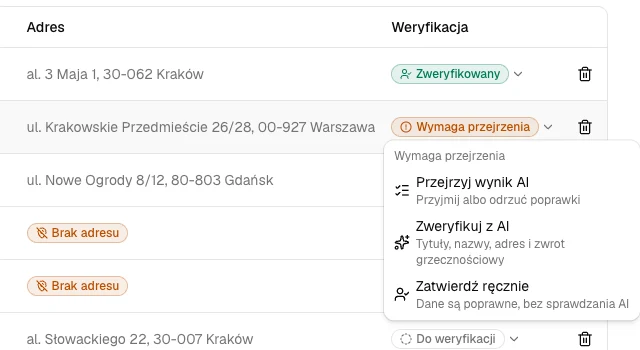 Adres Weryfikacja
al. 3 Maja 1, 30-062 Kraków Zweryfikowany
ul. Krakowskie Przedmieście 26/28, 00-927 Warszawa Wymaga przejrzenia
Wymaga przejrzenia
ul. Nowe Ogrody 8/12, 80-803 Gdańsk
Przejrzyj wynik AI
Przyjmij albo odrzuć poprawki
Brak adresu
Zweryfikuj z AI
Tytuły, nazwy, adres i zwrot
grzecznościowy
Brak adresu
Zatwierdź ręcznie
Dane są poprawne, bez sprawdzania AI
al. Słowackiego 22, 30-007 Kraków Do weryfikacji